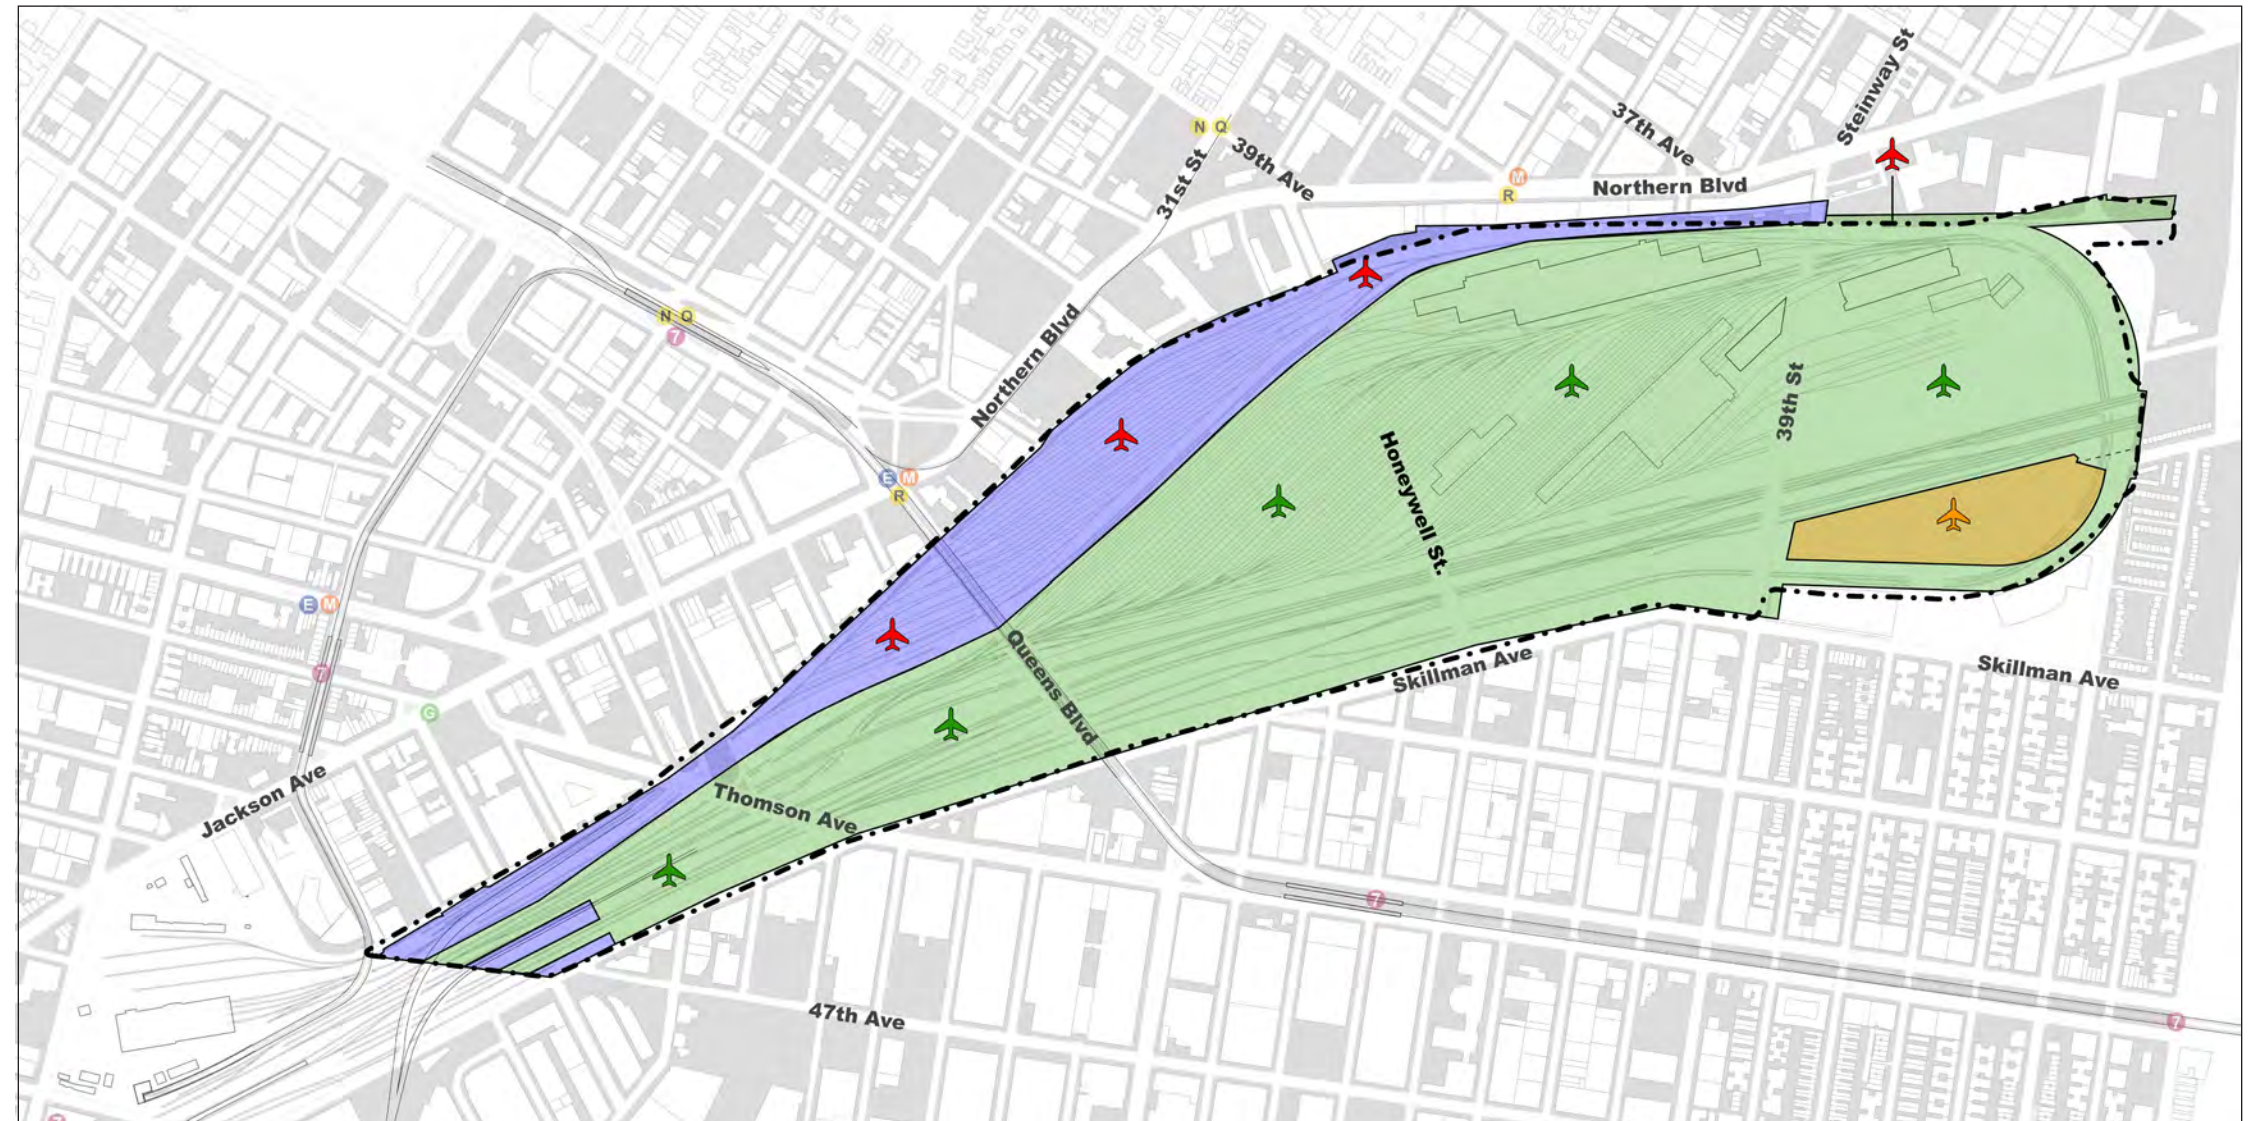 Steinway St
37th Ave
N Q
39th Ave
31st St
M
R
Northern Blvd
N Q
7
Northern Blvd
39th St
Honeywell St.
E M
R
E M
7
Queens Blvd
Skillman Ave
Skillman Ave
G
Jackson Ave
Thomson Ave
7
47th Ave
7
7